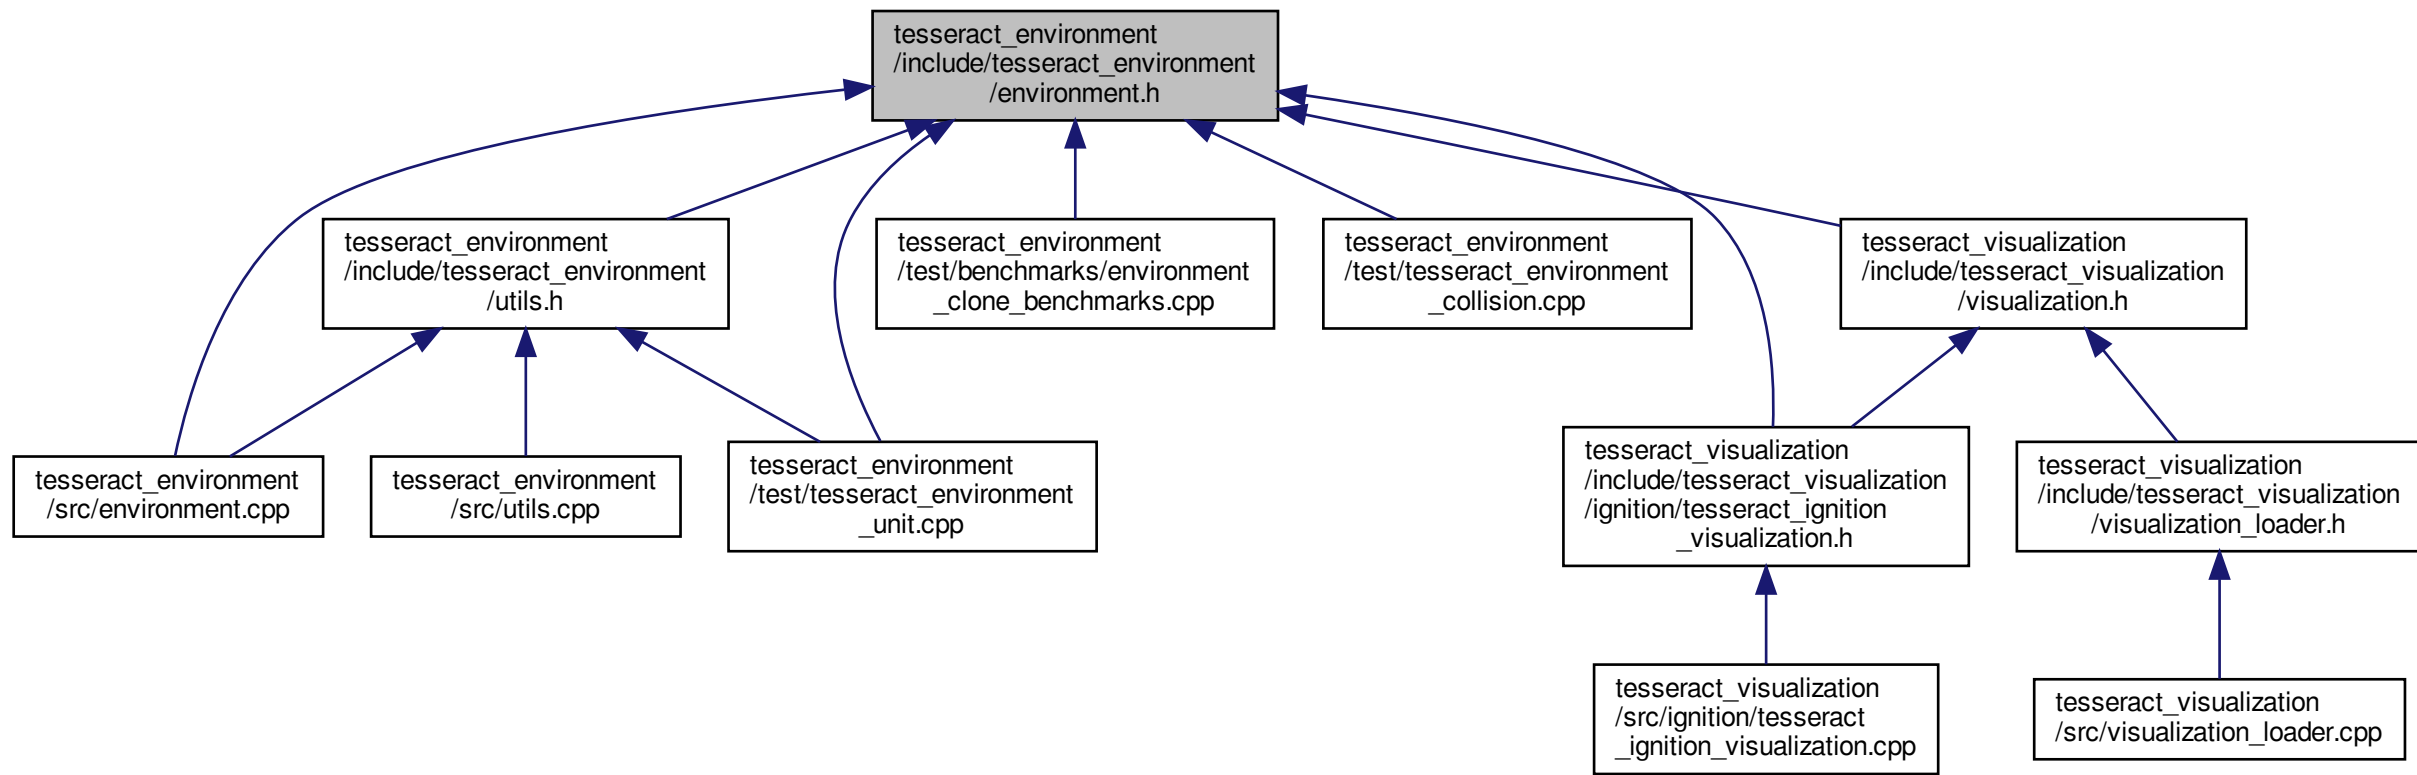 tesseract_environment
/include/tesseract_environment
/environment.h
tesseract_environment
/include/tesseract_environment
/utils.h
tesseract_environment
/test/benchmarks/environment
_clone_benchmarks.cpp
tesseract_environment
/test/tesseract_environment
_collision.cpp
tesseract_visualization
/include/tesseract_visualization
/visualization.h
tesseract_environment
/src/environment.cpp
tesseract_environment
/src/utils.cpp
tesseract_environment
/test/tesseract_environment
_unit.cpp
tesseract_visualization
/include/tesseract_visualization
/ignition/tesseract_ignition
_visualization.h
tesseract_visualization
/include/tesseract_visualization
/visualization_loader.h
tesseract_visualization
/src/ignition/tesseract
_ignition_visualization.cpp
tesseract_visualization
/src/visualization_loader.cpp